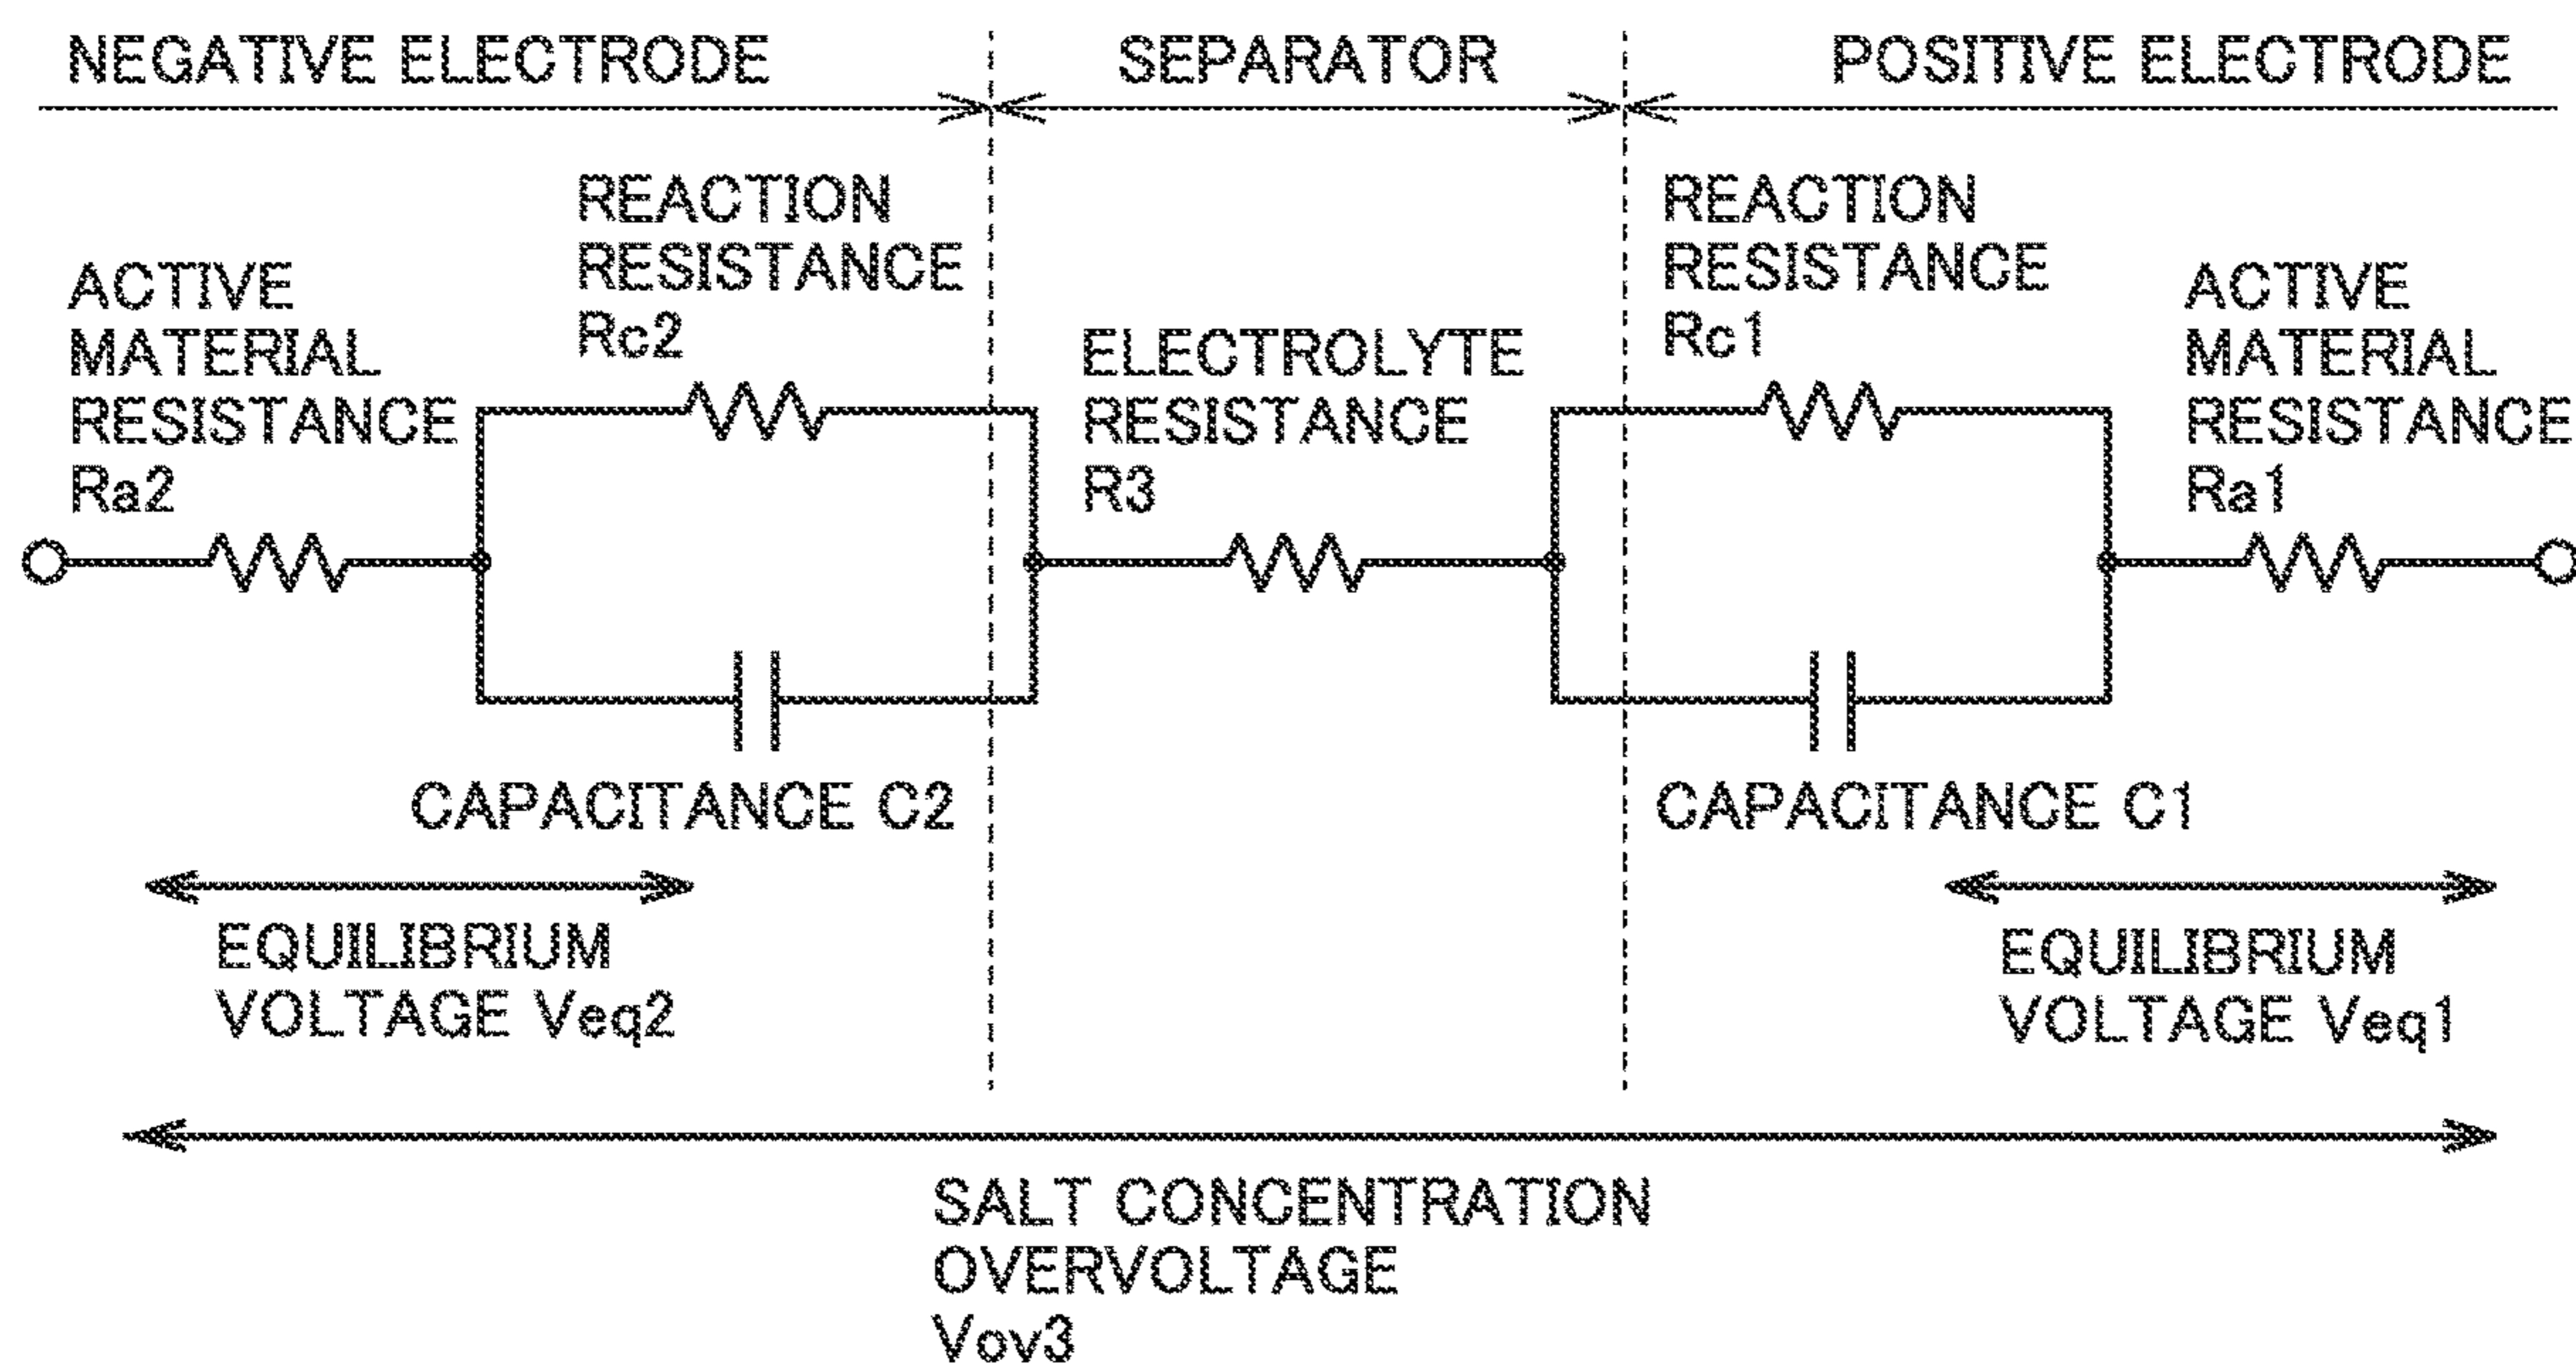 NEGATIVE ELECTRODE
SEPARATOR
POSITIVE ELECTRODE
ACTIVE
MATERIAL
RESISTANCE
Ra2
REACTION
RESISTANCE
Rc2
ELECTROLYTE
RESISTANCE
R3
REACTION
RESISTANCE
Rc1
ACTIVE
MATERIAL
RESISTANCE
Ra1
CAPACITANCE C2
CAPACITANCE C1
EQUILIBRIUM
VOLTAGE Veq2
EQUILIBRIUM
VOLTAGE Veq1
SALT CONCENTRATION
OVERVOLTAGE
Vov3